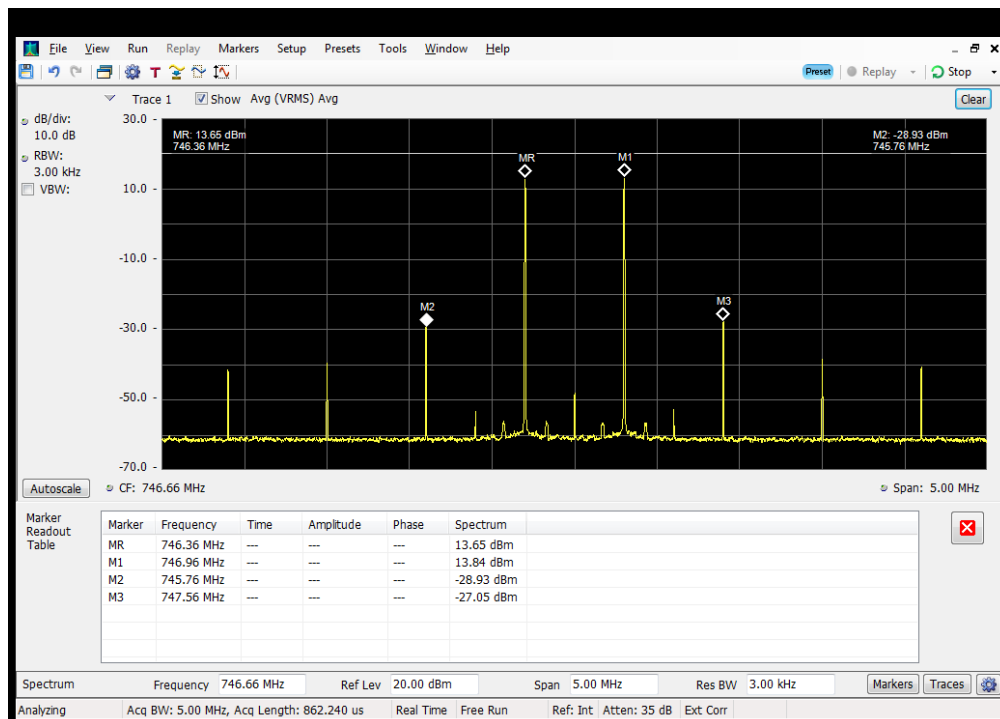 File View Run Replay Markers Setup Presets Tools Window Help
T Preset Replay Stop
Trace 1 Show Avg (VRMS) Avg Clear
dB/div:
10.0 dB
RBW:
3.00 kHz
VBW:
30.0 -
10.0 -
-10.0 -
-30.0 -
-50.0 -
-70.0 -
MR: 13.65 dBm
746.36 MHz
M2: -28.93 dBm
745.76 MHz
MR
M1
M2
M3
Autoscale CF: 746.66 MHz Span: 5.00 MHz
Marker
Readout
Table
Marker Frequency Time Amplitude Phase Spectrum
MR 746.36 MHz --- --- --- 13.65 dBm
M1 746.96 MHz --- --- --- 13.84 dBm
M2 745.76 MHz --- --- --- -28.93 dBm
M3 747.56 MHz --- --- --- -27.05 dBm
Spectrum Frequency 746.66 MHz Ref Lev 20.00 dBm Span 5.00 MHz Res BW 3.00 kHz Markers Traces
Analyzing Acq BW: 5.00 MHz, Acq Length: 862.240 us Real Time Free Run Ref: Int Atten: 35 dB Ext Corr